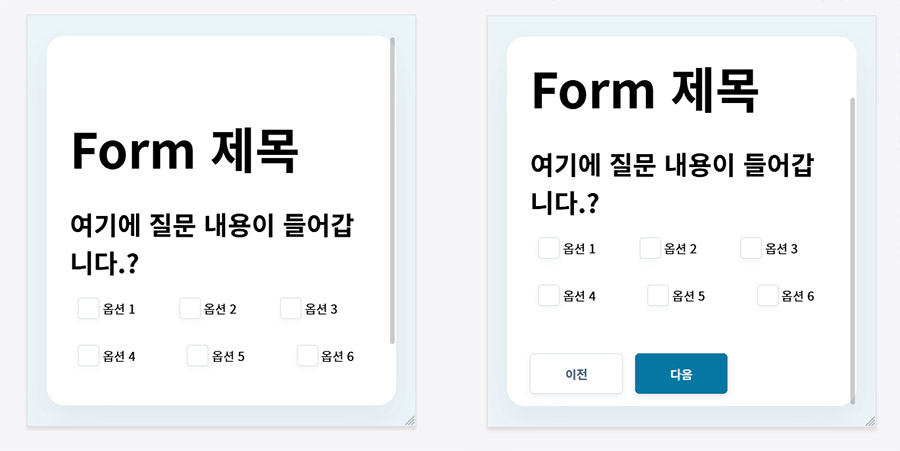 Form 제목
여기에 질문 내용이 들어갑
니다.?
옵션 1 옵션 2 옵션 3
옵션 4 옵션 5 옵션 6
Form 제목
여기에 질문 내용이 들어갑
니다.?
옵션 1 옵션 2 옵션 3
옵션 4 옵션 5 옵션 6
이전 다음